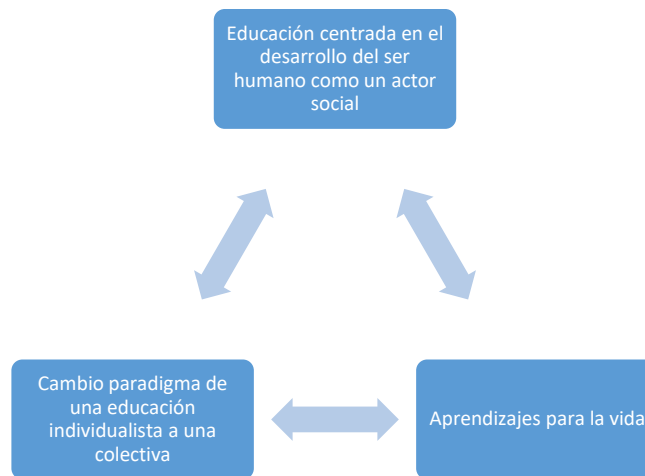 Educación centrada en el
desarrollo del ser
humano como un actor
social
Cambio paradigma de
una educación
individualista a una
colectiva
Aprendizajes para la vida